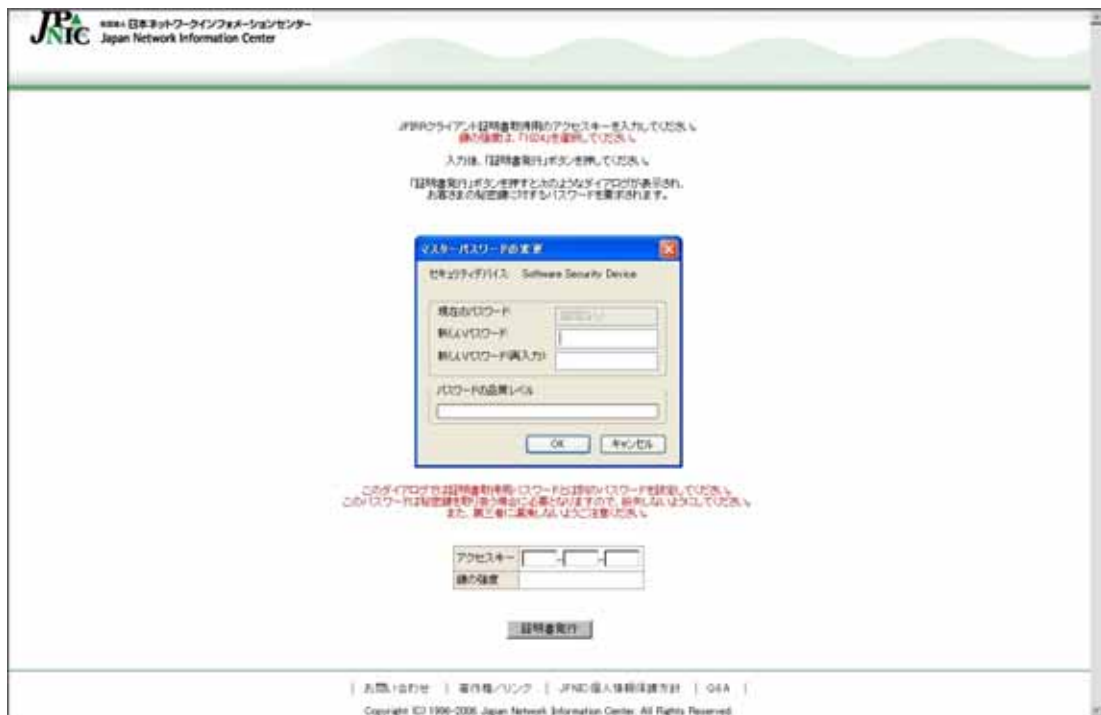 JPNIC
社団法人 日本ネットワークインフォメーションセンター
Japan Network Information Center
JPIRRクライアント証明書取得用のアクセスキーを入力してください。
鍵の強度は、「1024」を選択してください。
入力後、「証明書発行」ボタンを押してください。
「証明書発行」ボタンを押すと次のようなダイアログが表示され、
お客さまの秘密鍵に対するパスワードを要求されます。
マスターパスワードの変更
セキュリティデバイス Software Security Device
現在のパスワード
新しいパスワード
新しいパスワード(再入力)
パスワードの品質レベル
OK キャンセル
このダイアログでは証明書取得用パスワードとは別のパスワードを設定してください。
このパスワードは秘密鍵を取り扱う場合に必要となりますので、紛失しないようにしてください。
また、第三者に漏洩しないようご注意ください。
アクセスキー - -
鍵の強度
証明書発行
| お問い合わせ | 著作権/リンク | JPNIC個人情報保護方針 | Q&A |
Copyright (C) 1996-2006 Japan Network Information Center. All Rights Reserved.